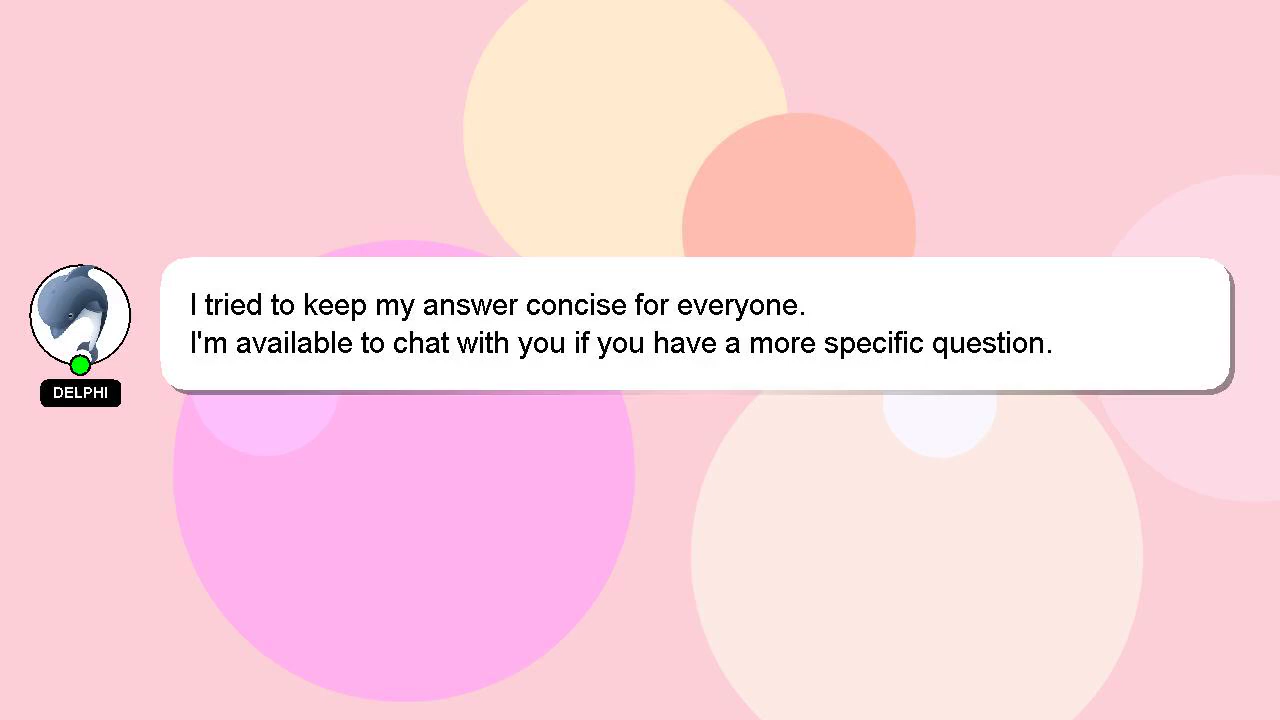 I tried to keep my answer concise for everyone.
I'm available to chat with you if you have a more specific question.
DELPHI